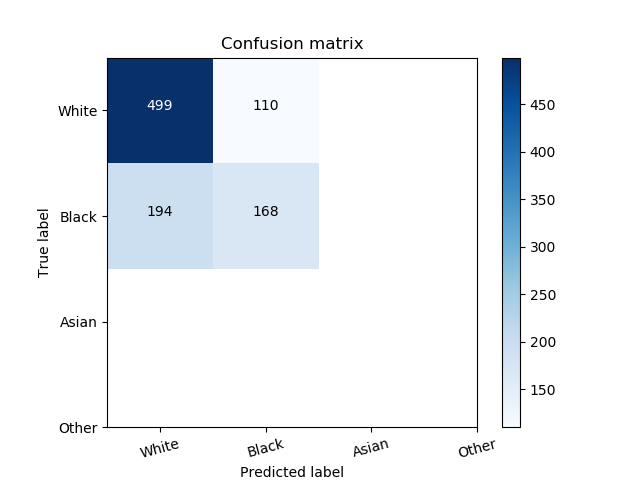 Confusion matrix
True label
White
Black
Asian
Other
499 110
194 168
White Black Asian Other
Predicted label
450
400
350
300
250
200
150